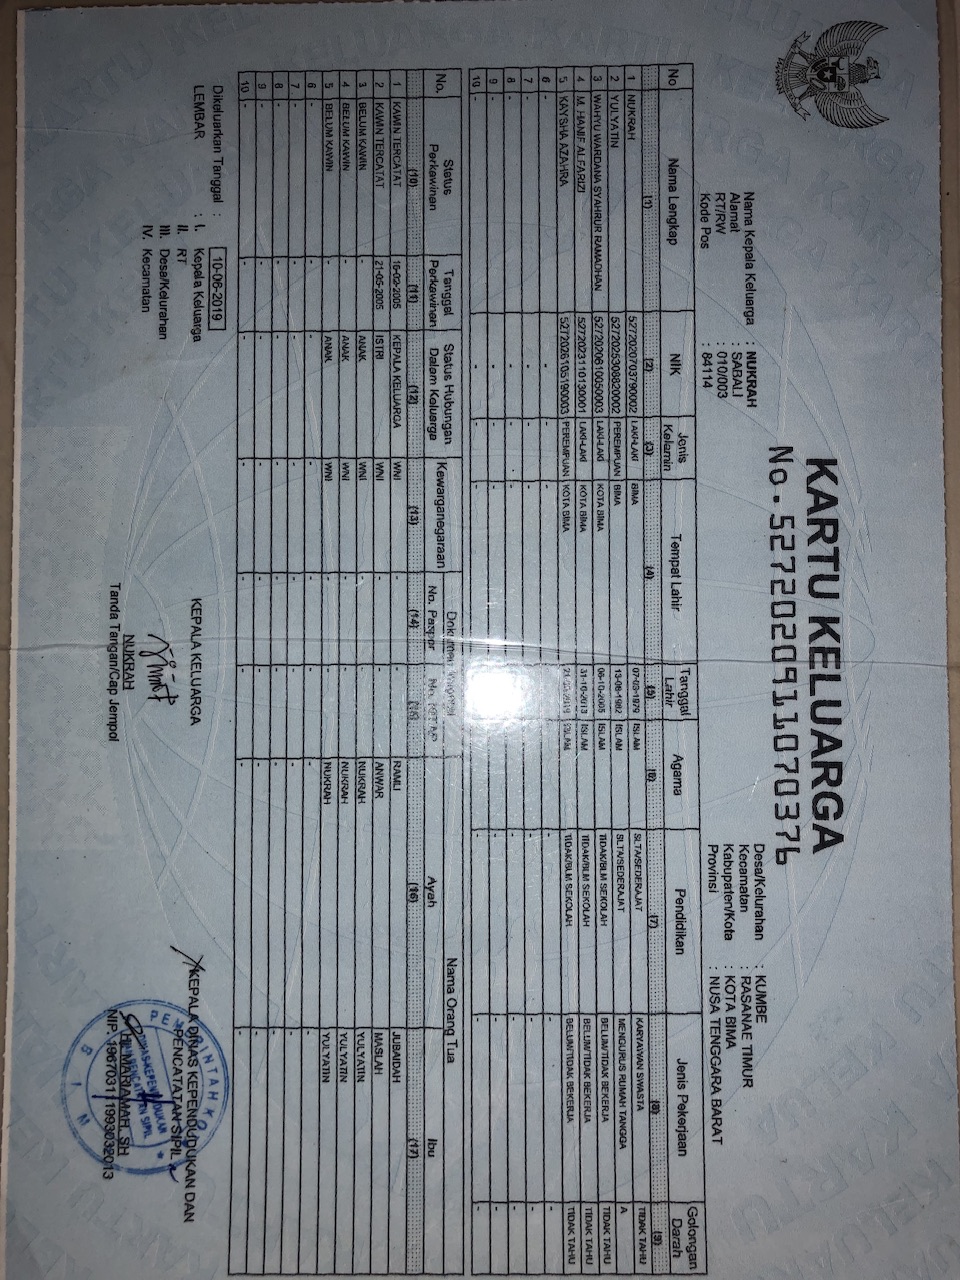 KARTU KELUARGA
No. 5272020911070376
Nama Kepala Keluarga : NUKRAH
Alamat : SABALI
RT/RW : 010/003
Kode Pos : 84114
Desa/Kelurahan : KUMBE
Kecamatan : RASANAE TIMUR
Kabupaten/Kota : KOTA BIMA
Provinsi : NUSA TENGGARA BARAT
No Nama Lengkap NIK Jenis Kelamin Tempat Lahir Tanggal Lahir Agama Pendidikan Jenis Pekerjaan Golongan Darah
(1) (2) (3) (4) (5) (6) (7) (8) (9)
1 NUKRAH 5272020703790002 LAKI-LAKI BIMA 07-03-1979 ISLAM SLTA/SEDERAJAT KARYAWAN SWASTA TIDAK TAHU
2 YULYATIN 5272025308820002 PEREMPUAN BIMA 13-08-1982 ISLAM SLTA/SEDERAJAT MENGURUS RUMAH TANGGA A
3 WAHYU WARDANA SYAHRUR RAMADHAN 5272020610050003 LAKI-LAKI KOTA BIMA 06-10-2005 ISLAM TIDAK/BLM SEKOLAH BELUM/TIDAK BEKERJA TIDAK TAHU
4 M. HANIF ALFARIZI 5272023110130001 LAKI-LAKI KOTA BIMA 31-10-2013 ISLAM TIDAK/BLM SEKOLAH BELUM/TIDAK BEKERJA TIDAK TAHU
5 KAYSHA AZAHRA 5272026105190003 PEREMPUAN KOTA BIMA ISLAM TIDAK/BLM SEKOLAH BELUM/TIDAK BEKERJA TIDAK TAHU
6 - - - - - - - - -
7 - - - - - - - -
8 - - - - - - - -
9 - - - - - - - -
10 - - - - - - - -
No. Status Perkawinan Tanggal Perkawinan Status Hubungan Dalam Keluarga Kewarganegaraan Dokumen Imigrasi Nama Orang Tua
No. Paspor No. KITAP Ayah Ibu
(10) (11) (12) (13) (14) (15) (16) (17)
1 KAWIN TERCATAT 16-02-2005 KEPALA KELUARGA WNI - - RAMLI JUBAIDAH
2 KAWIN TERCATAT 21-05-2005 ISTRI WNI - - ANWAR MASLAH
3 BELUM KAWIN - ANAK WNI - - NUKRAH YULYATIN
4 BELUM KAWIN - ANAK WNI - - NUKRAH YULYATIN
5 BELUM KAWIN - ANAK WNI - - NUKRAH YULYATIN
6 - - - - - - - -
7 - - - - - - - -
8 - - - - - - - -
9 - - - - - - - -
10 - - - - - - - -
Dikeluarkan Tanggal : 10-06-2019
LEMBAR : I. Kepala Keluarga
II. RT
III. Desa/Kelurahan
IV. Kecamatan
KEPALA KELUARGA
NUKRAH
Tanda Tangan/Cap Jempol
KEPALA DINAS KEPENDUDUKAN DAN
PENCATATAN SIPIL
Hj. MARIAMAH, SH
NIP. 196703111993032013